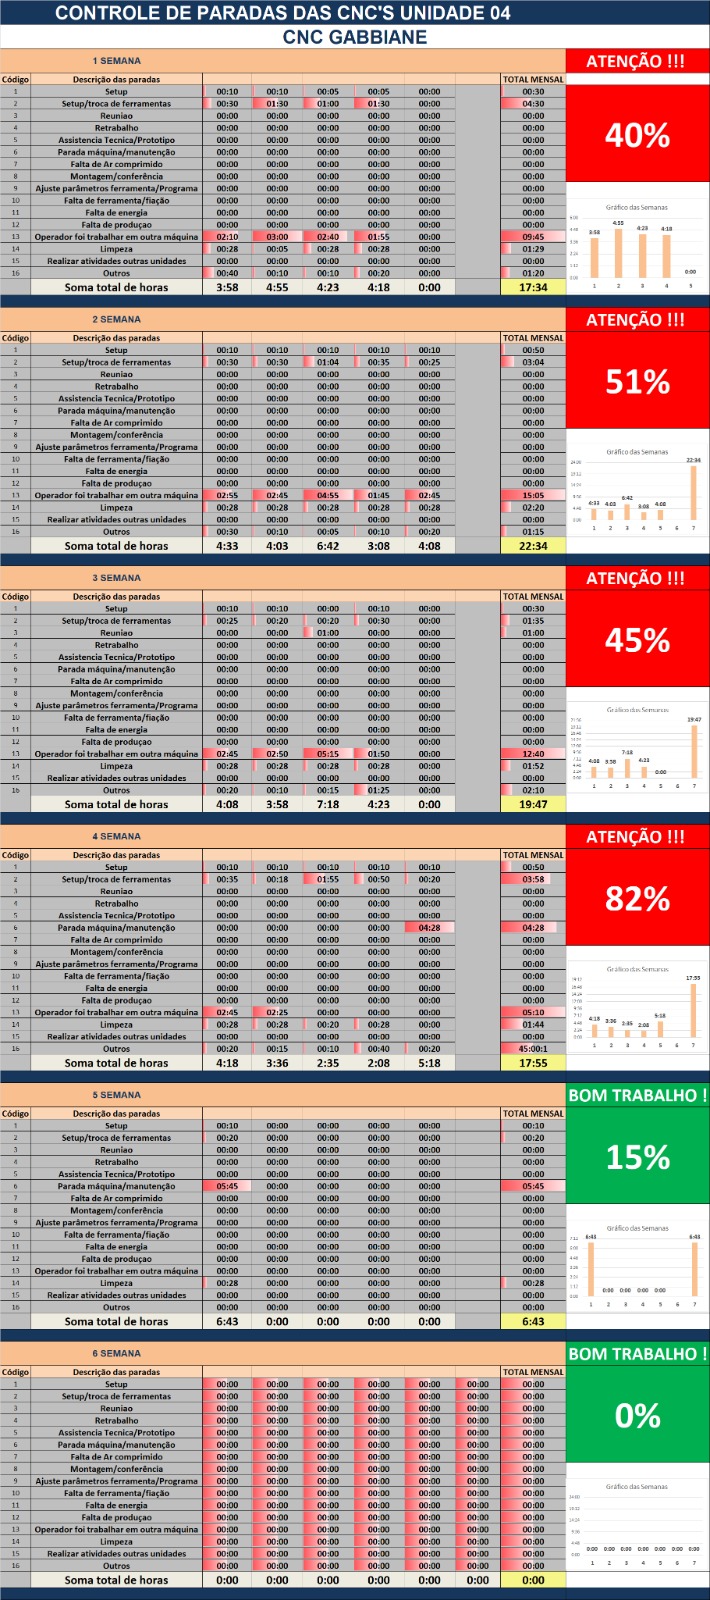 CONTROLE DE PARADAS DAS CNC'S UNIDADE 04
CNC GABBIANE
1 SEMANA ATENÇÃO !!!
Código Descrição das paradas TOTAL MENSAL
1 Setup 00:10 00:10 00:05 00:05 00:00 00:30
2 Setup/troca de ferramentas 00:30 01:30 01:00 01:30 00:00 04:30
3 Reuniao 00:00 00:00 00:00 00:00 00:00 00:00
4 Retrabalho 00:00 00:00 00:00 00:00 00:00 00:00
5 Assistencia Tecnica/Prototipo 00:00 00:00 00:00 00:00 00:00 00:00
6 Parada máquina/manutenção 00:00 00:00 00:00 00:00 00:00 00:00
7 Falta de Ar comprimido 00:00 00:00 00:00 00:00 00:00 00:00
8 Montagem/conferência 00:00 00:00 00:00 00:00 00:00 00:00
9 Ajuste parâmetros ferramenta/Programa 00:00 00:00 00:00 00:00 00:00 00:00
10 Falta de ferramenta/fiação 00:00 00:00 00:00 00:00 00:00 00:00
11 Falta de energia 00:00 00:00 00:00 00:00 00:00 00:00
12 Falta de produçao 00:00 00:00 00:00 00:00 00:00 00:00
13 Operador foi trabalhar em outra máquina 02:10 03:00 02:40 01:55 00:00 09:45
14 Limpeza 00:28 00:05 00:28 00:28 00:00 01:29
15 Realizar atividades outras unidades 00:00 00:00 00:00 00:00 00:00 00:00
16 Outros 00:40 00:10 00:10 00:20 00:00 01:20
Soma total de horas 3:58 4:55 4:23 4:18 0:00 17:34
40%
Gráfico das Semanas
3:58 4:55 4:23 4:18 0:00
1 2 3 4 5
2 SEMANA ATENÇÃO !!!
Código Descrição das paradas TOTAL MENSAL
1 Setup 00:10 00:10 00:10 00:10 00:10 00:50
2 Setup/troca de ferramentas 00:30 00:30 01:04 00:35 00:25 03:04
3 Reuniao 00:00 00:00 00:00 00:00 00:00 00:00
4 Retrabalho 00:00 00:00 00:00 00:00 00:00 00:00
5 Assistencia Tecnica/Prototipo 00:00 00:00 00:00 00:00 00:00 00:00
6 Parada máquina/manutenção 00:00 00:00 00:00 00:00 00:00 00:00
7 Falta de Ar comprimido 00:00 00:00 00:00 00:00 00:00 00:00
8 Montagem/conferência 00:00 00:00 00:00 00:00 00:00 00:00
9 Ajuste parâmetros ferramenta/Programa 00:00 00:00 00:00 00:00 00:00 00:00
10 Falta de ferramenta/fiação 00:00 00:00 00:00 00:00 00:00 00:00
11 Falta de energia 00:00 00:00 00:00 00:00 00:00 00:00
12 Falta de produçao 00:00 00:00 00:00 00:00 00:00 00:00
13 Operador foi trabalhar em outra máquina 02:55 02:45 04:55 01:45 02:45 15:05
14 Limpeza 00:28 00:28 00:28 00:28 00:28 02:20
15 Realizar atividades outras unidades 00:00 00:00 00:00 00:00 00:00 00:00
16 Outros 00:30 00:10 00:05 00:10 00:20 01:15
Soma total de horas 4:33 4:03 6:42 3:08 4:08 22:34
51%
Gráfico das Semanas
4:33 4:03 6:42 3:08 4:08 22:34
1 2 3 4 5 6 7
3 SEMANA ATENÇÃO !!!
Código Descrição das paradas TOTAL MENSAL
1 Setup 00:10 00:10 00:00 00:10 00:00 00:30
2 Setup/troca de ferramentas 00:25 00:20 00:20 00:30 00:00 01:35
3 Reuniao 00:00 00:00 01:00 00:00 00:00 01:00
4 Retrabalho 00:00 00:00 00:00 00:00 00:00 00:00
5 Assistencia Tecnica/Prototipo 00:00 00:00 00:00 00:00 00:00 00:00
6 Parada máquina/manutenção 00:00 00:00 00:00 00:00 00:00 00:00
7 Falta de Ar comprimido 00:00 00:00 00:00 00:00 00:00 00:00
8 Montagem/conferência 00:00 00:00 00:00 00:00 00:00 00:00
9 Ajuste parâmetros ferramenta/Programa 00:00 00:00 00:00 00:00 00:00 00:00
10 Falta de ferramenta/fiação 00:00 00:00 00:00 00:00 00:00 00:00
11 Falta de energia 00:00 00:00 00:00 00:00 00:00 00:00
12 Falta de produçao 00:00 00:00 00:00 00:00 00:00 00:00
13 Operador foi trabalhar em outra máquina 02:45 02:50 05:15 01:50 00:00 12:40
14 Limpeza 00:28 00:28 00:28 00:28 00:00 01:52
15 Realizar atividades outras unidades 00:00 00:00 00:00 00:00 00:00 00:00
16 Outros 00:20 00:10 00:15 01:25 00:00 02:10
Soma total de horas 4:08 3:58 7:18 4:23 0:00 19:47
45%
Gráfico das Semanas
4:08 3:58 7:18 4:23 0:00 19:47
1 2 3 4 5 6 7
4 SEMANA ATENÇÃO !!!
Código Descrição das paradas TOTAL MENSAL
1 Setup 00:10 00:10 00:10 00:10 00:10 00:50
2 Setup/troca de ferramentas 00:35 00:18 01:55 00:50 00:20 03:58
3 Reuniao 00:00 00:00 00:00 00:00 00:00 00:00
4 Retrabalho 00:00 00:00 00:00 00:00 00:00 00:00
5 Assistencia Tecnica/Prototipo 00:00 00:00 00:00 00:00 00:00 00:00
6 Parada máquina/manutenção 00:00 00:00 00:00 00:00 04:28 04:28
7 Falta de Ar comprimido 00:00 00:00 00:00 00:00 00:00 00:00
8 Montagem/conferência 00:00 00:00 00:00 00:00 00:00 00:00
9 Ajuste parâmetros ferramenta/Programa 00:00 00:00 00:00 00:00 00:00 00:00
10 Falta de ferramenta/fiação 00:00 00:00 00:00 00:00 00:00 00:00
11 Falta de energia 00:00 00:00 00:00 00:00 00:00 00:00
12 Falta de produçao 00:00 00:00 00:00 00:00 00:00 00:00
13 Operador foi trabalhar em outra máquina 02:45 02:25 00:00 00:00 00:00 05:10
14 Limpeza 00:28 00:28 00:20 00:28 00:00 01:44
15 Realizar atividades outras unidades 00:00 00:00 00:00 00:00 00:00 00:00
16 Outros 00:20 00:15 00:10 00:40 00:20 45:00:1
Soma total de horas 4:18 3:36 2:35 2:08 5:18 17:55
82%
Gráfico das Semanas
4:18 3:36 2:35 2:08 5:18 17:55
1 2 3 4 5 6 7
5 SEMANA BOM TRABALHO !
Código Descrição das paradas TOTAL MENSAL
1 Setup 00:10 00:00 00:00 00:00 00:00 00:10
2 Setup/troca de ferramentas 00:20 00:00 00:00 00:00 00:00 00:20
3 Reuniao 00:00 00:00 00:00 00:00 00:00 00:00
4 Retrabalho 00:00 00:00 00:00 00:00 00:00 00:00
5 Assistencia Tecnica/Prototipo 00:00 00:00 00:00 00:00 00:00 00:00
6 Parada máquina/manutenção 05:45 00:00 00:00 00:00 00:00 05:45
7 Falta de Ar comprimido 00:00 00:00 00:00 00:00 00:00 00:00
8 Montagem/conferência 00:00 00:00 00:00 00:00 00:00 00:00
9 Ajuste parâmetros ferramenta/Programa 00:00 00:00 00:00 00:00 00:00 00:00
10 Falta de ferramenta/fiação 00:00 00:00 00:00 00:00 00:00 00:00
11 Falta de energia 00:00 00:00 00:00 00:00 00:00 00:00
12 Falta de produçao 00:00 00:00 00:00 00:00 00:00 00:00
13 Operador foi trabalhar em outra máquina 00:00 00:00 00:00 00:00 00:00 00:00
14 Limpeza 00:28 00:00 00:00 00:00 00:00 00:28
15 Realizar atividades outras unidades 00:00 00:00 00:00 00:00 00:00 00:00
16 Outros 00:00 00:00 00:00 00:00 00:00 00:00
Soma total de horas 6:43 0:00 0:00 0:00 0:00 6:43
15%
Gráfico das Semanas
6:43 0:00 0:00 0:00 0:00 6:43
1 2 3 4 5 6 7
6 SEMANA BOM TRABALHO !
Código Descrição das paradas TOTAL MENSAL
1 Setup 00:00 00:00 00:00 00:00 00:00 00:00 00:00
2 Setup/troca de ferramentas 00:00 00:00 00:00 00:00 00:00 00:00 00:00
3 Reuniao 00:00 00:00 00:00 00:00 00:00 00:00 00:00
4 Retrabalho 00:00 00:00 00:00 00:00 00:00 00:00 00:00
5 Assistencia Tecnica/Prototipo 00:00 00:00 00:00 00:00 00:00 00:00 00:00
6 Parada máquina/manutenção 00:00 00:00 00:00 00:00 00:00 00:00 00:00
7 Falta de Ar comprimido 00:00 00:00 00:00 00:00 00:00 00:00 00:00
8 Montagem/conferência 00:00 00:00 00:00 00:00 00:00 00:00 00:00
9 Ajuste parâmetros ferramenta/Programa 00:00 00:00 00:00 00:00 00:00 00:00 00:00
10 Falta de ferramenta/fiação 00:00 00:00 00:00 00:00 00:00 00:00 00:00
11 Falta de energia 00:00 00:00 00:00 00:00 00:00 00:00 00:00
12 Falta de produçao 00:00 00:00 00:00 00:00 00:00 00:00 00:00
13 Operador foi trabalhar em outra máquina 00:00 00:00 00:00 00:00 00:00 00:00 00:00
14 Limpeza 00:00 00:00 00:00 00:00 00:00 00:00 00:00
15 Realizar atividades outras unidades 00:00 00:00 00:00 00:00 00:00 00:00 00:00
16 Outros 00:00 00:00 00:00 00:00 00:00 00:00 00:00
Soma total de horas 0:00 0:00 0:00 0:00 0:00 0:00 0:00
0%
Gráfico das Semanas
0:00 0:00 0:00 0:00 0:00 0:00 0:00
1 2 3 4 5 6 7